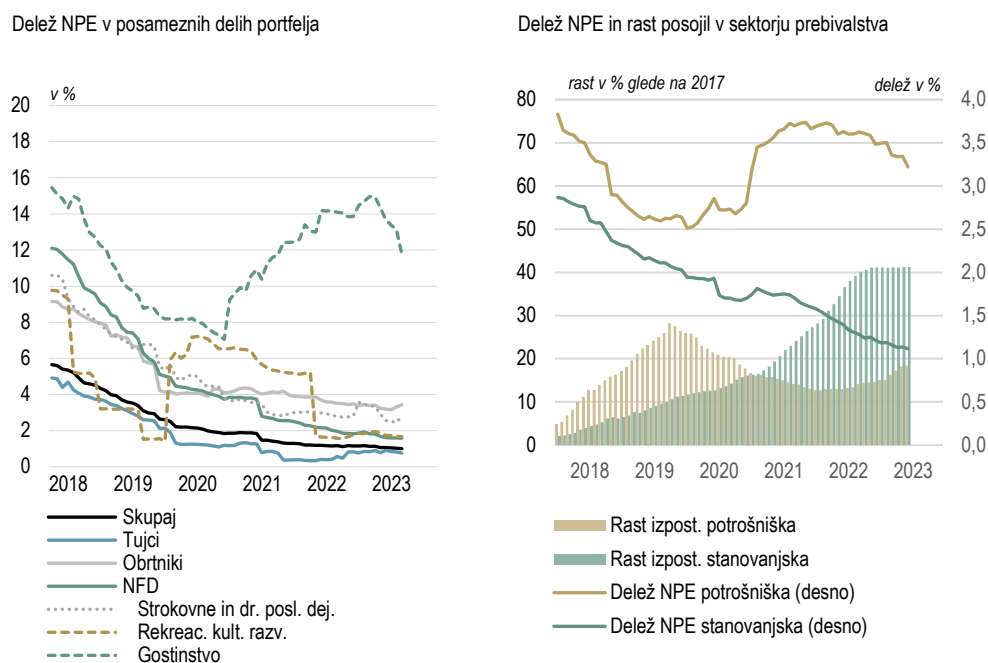 Delež NPE v posameznih delih portfelja
v %
20
18
16
14
12
10
8
6
4
2
0
2018 2019 2020 2021 2022 2023
Skupaj
Tujci
Obrtniki
NFD
Strokovne in dr. posl. dej.
Rekreac. kult. razv.
Gostinstvo
Delež NPE in rast posojil v sektorju prebivalstva
rast v % glede na 2017 delež v %
80 4,0
70 3,5
60 3,0
50 2,5
40 2,0
30 1,5
20 1,0
10 0,5
0 0,0
2018 2019 2020 2021 2022 2023
Rast izpost. potrošniška
Rast izpost. stanovanjska
Delež NPE potrošniška (desno)
Delež NPE stanovanjska (desno)